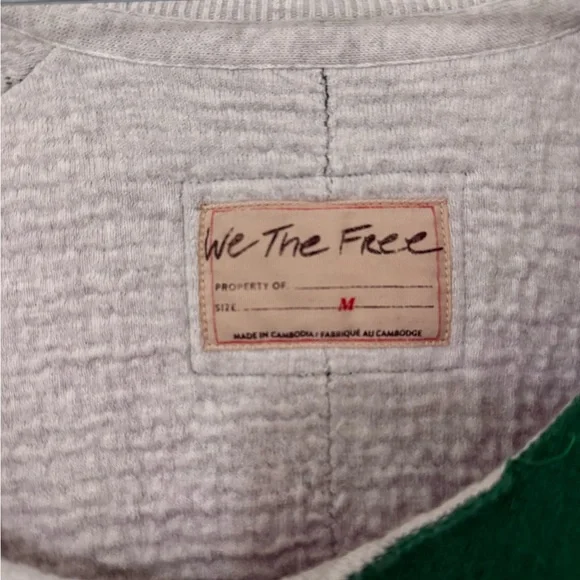 We The Free
PROPERTY OF
SIZE M
MADE IN CAMBODIA / FABRIQUÉ AU CAMBODGE